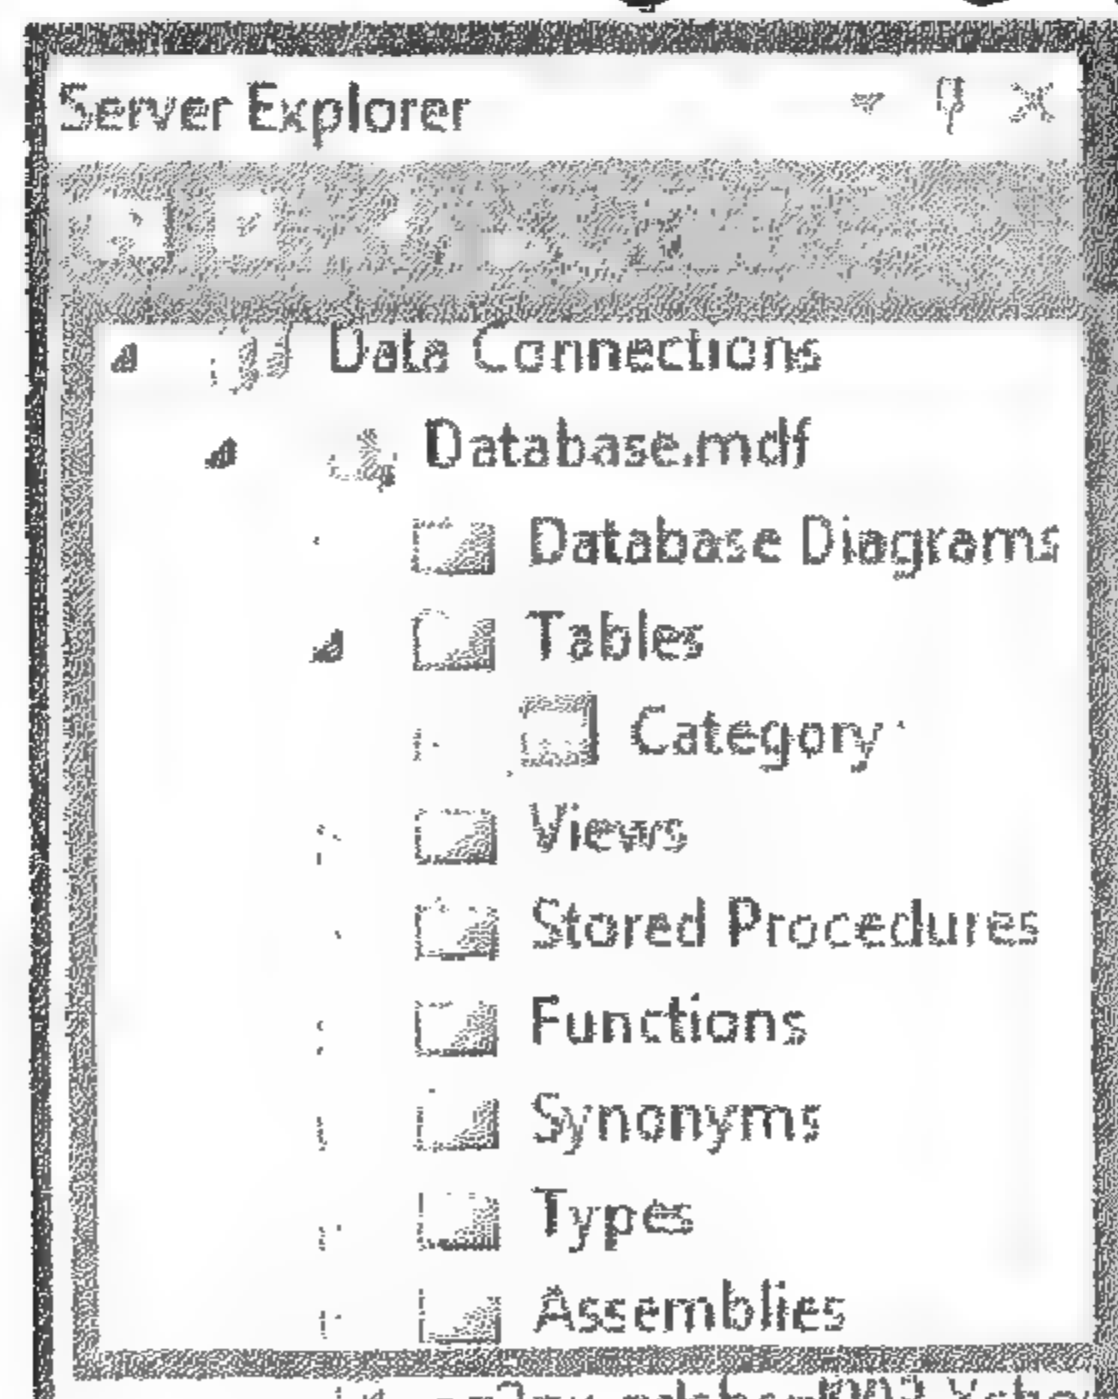 Server Explorer
Data Connections
Database.mdf
Database Diagrams
Tables
Category
Views
Stored Procedures
Functions
Synonyms
Types
Assemblies